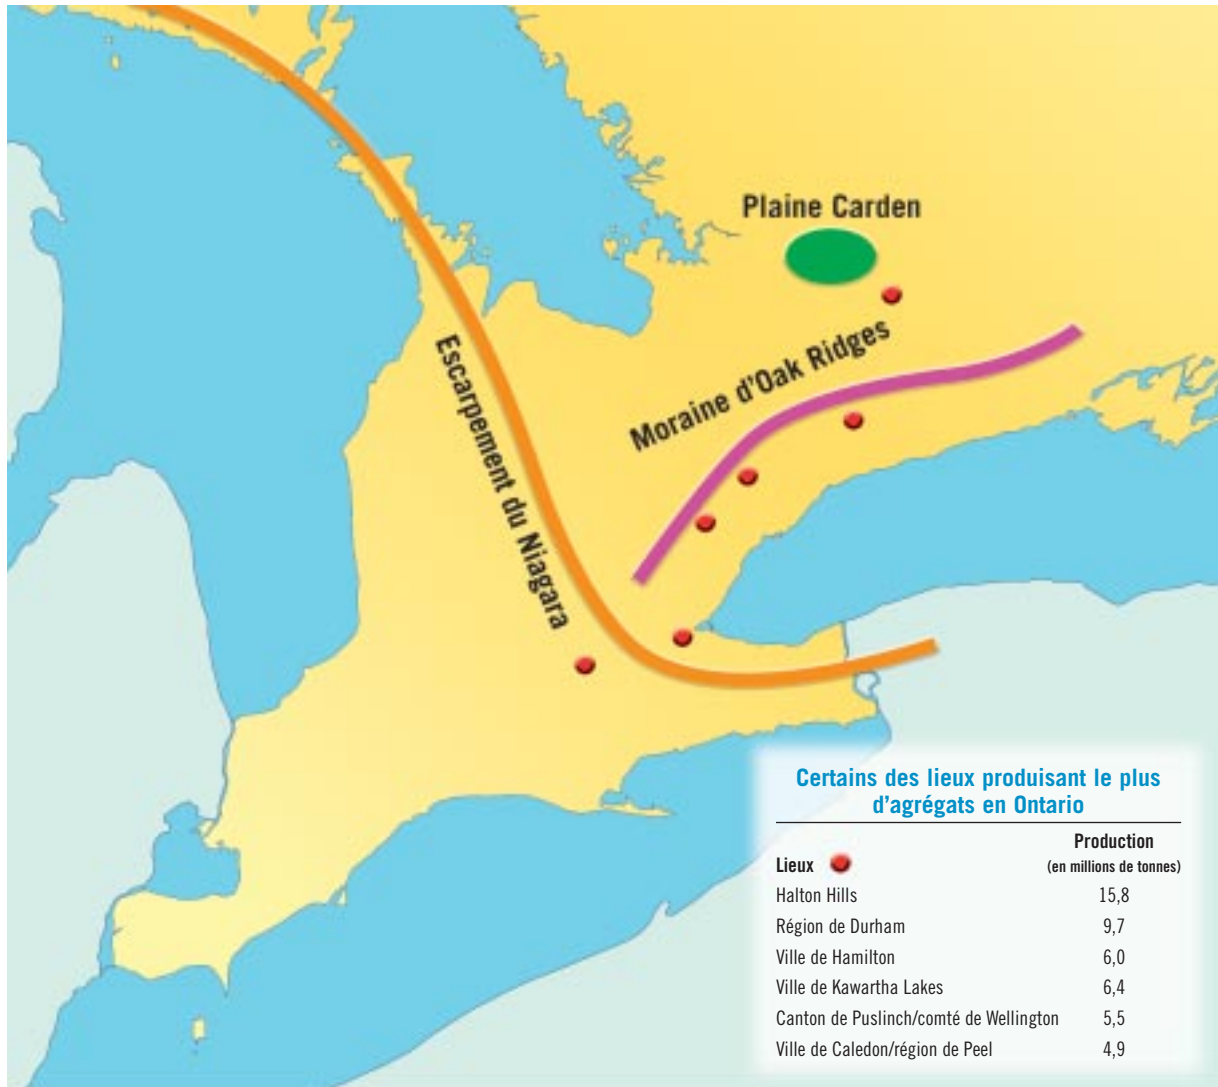 Plaine Carden
Moraine d'Oak Ridges
Escarpement du Niagara
Certains des lieux produisant le plus
d'agrégats en Ontario
Production
Lieux (en millions de tonnes)
Halton Hills 15,8
Région de Durham 9,7
Ville de Hamilton 6,0
Ville de Kawartha Lakes 6,4
Canton de Puslinch/comté de Wellington 5,5
Ville de Caledon/région de Peel 4,9